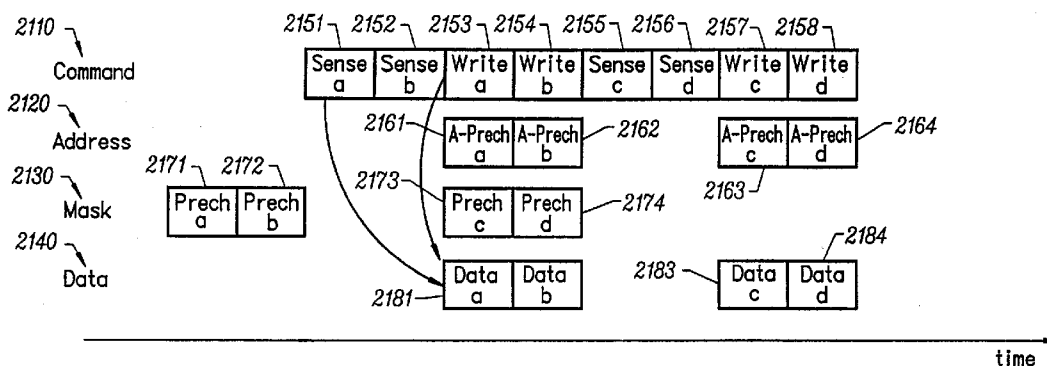 2110 2151 2152 2153 2154 2155 2156 2157 2158
Command Sense a Sense b Write a Write b Sense c Sense d Write c Write d
2120 2161 2162 2164
Address A-Prech a A-Prech b A-Prech c A-Prech d
2130 2171 2172 2173 2174 2163
Mask Prech a Prech b Prech c Prech d
2140 2184
Data 2181 Data a Data b 2183 Data c Data d
time